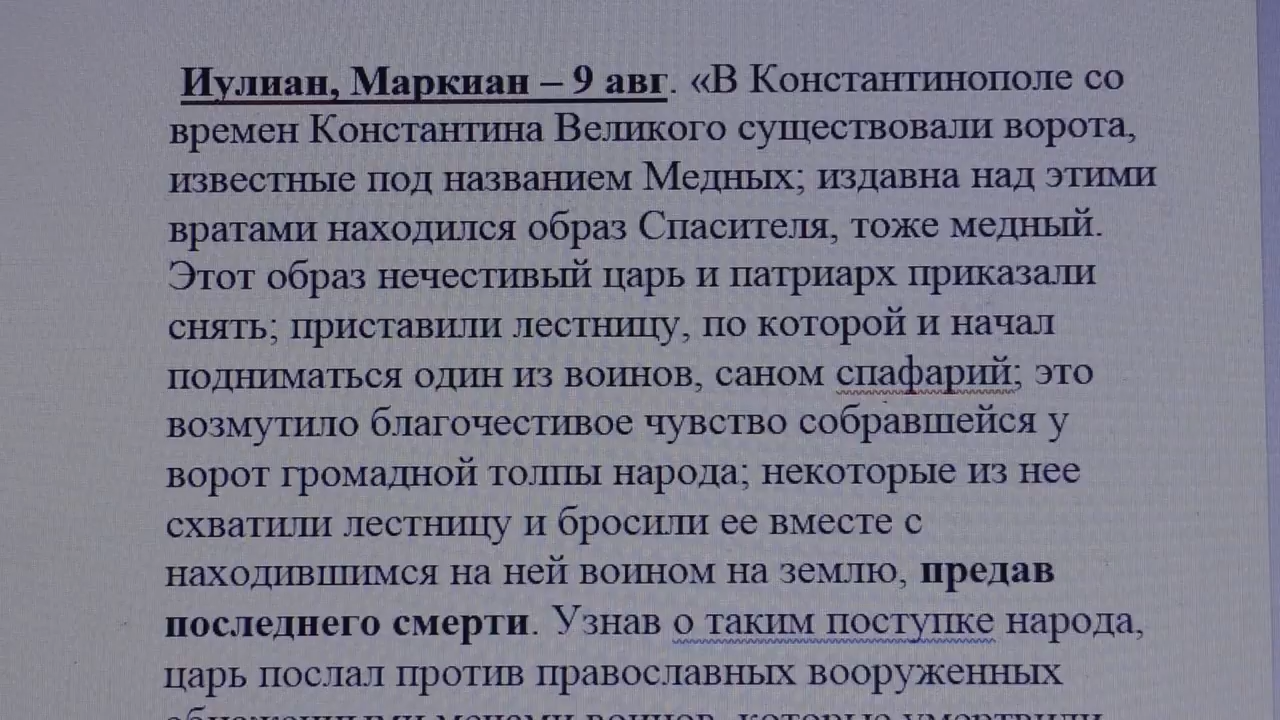 Иулиан, Маркиан – 9 авг. «В Константинополе со
времен Константина Великого существовали ворота,
известные под названием Медных; издавна над этими
вратами находился образ Спасителя, тоже медный.
Этот образ нечестивый царь и патриарх приказали
снять; приставили лестницу, по которой и начал
подниматься один из воинов, саном спафарий; это
возмутило благочестивое чувство собравшейся у
ворот громадной толпы народа; некоторые из нее
схватили лестницу и бросили ее вместе с
находившимся на ней воином на землю, предав
последнего смерти. Узнав о таким поступке народа,
царь послал против православных вооруженных